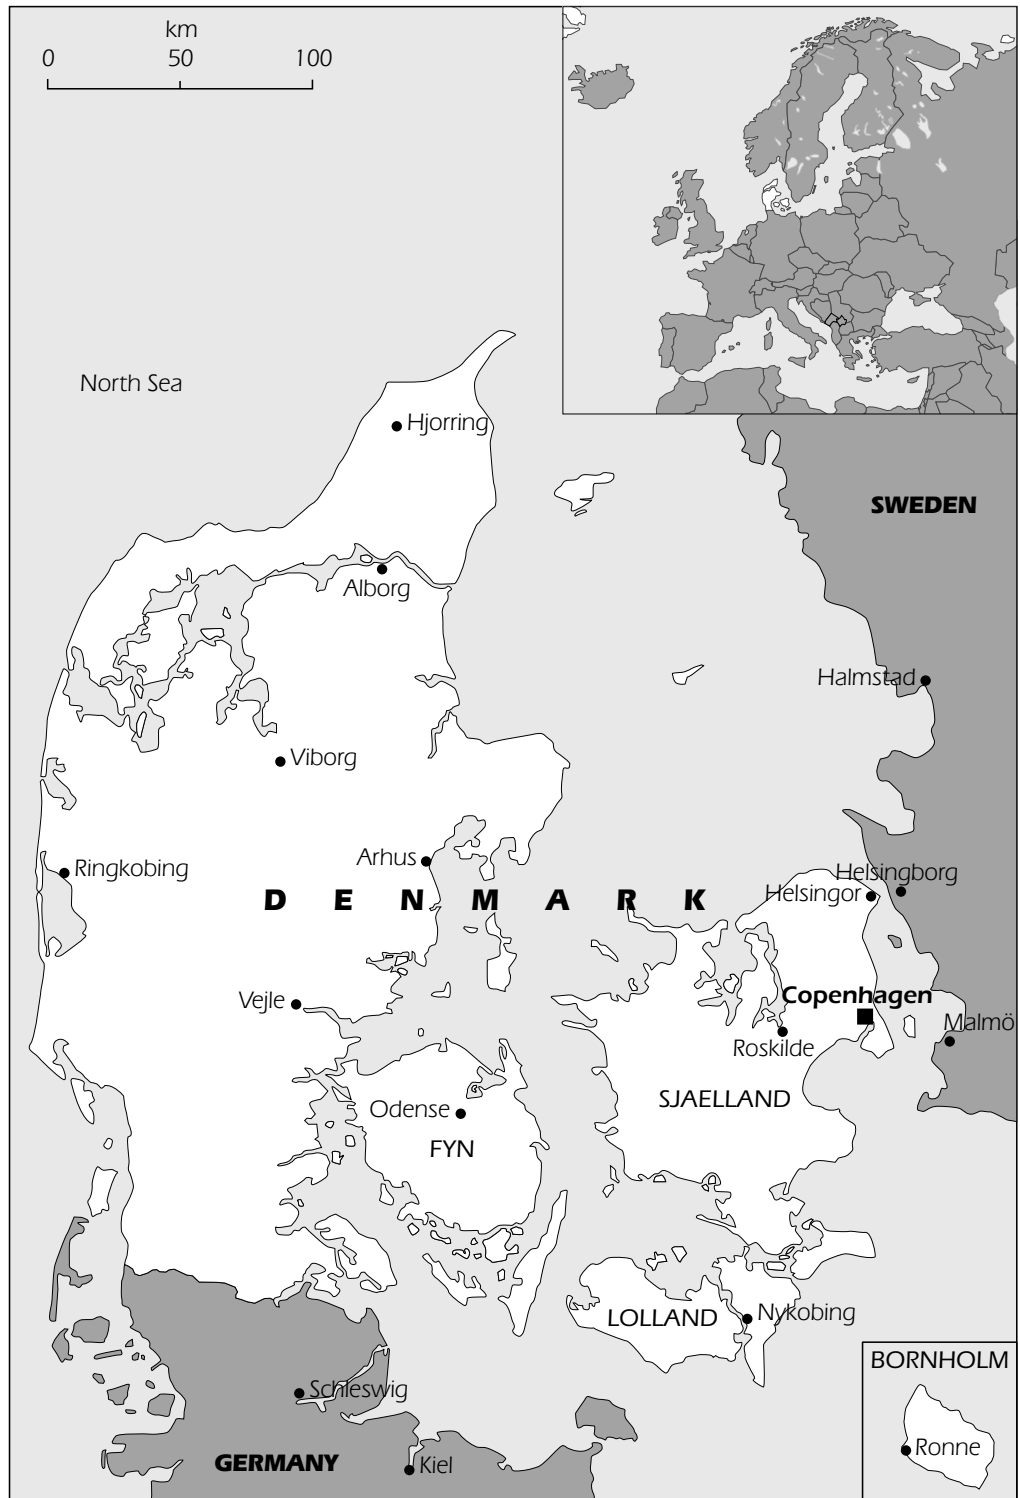 km
0 50 100
North Sea
Hjorring
SWEDEN
Alborg
Halmstad
Viborg
Arhus
Ringkobing
Helsingborg
Helsingor
D E N M A R K
Vejle
Copenhagen
Malmö
Roskilde
SJAELLAND
Odense
FYN
LOLLAND
Nykobing
BORNHOLM
Schleswig
Ronne
GERMANY
Kiel